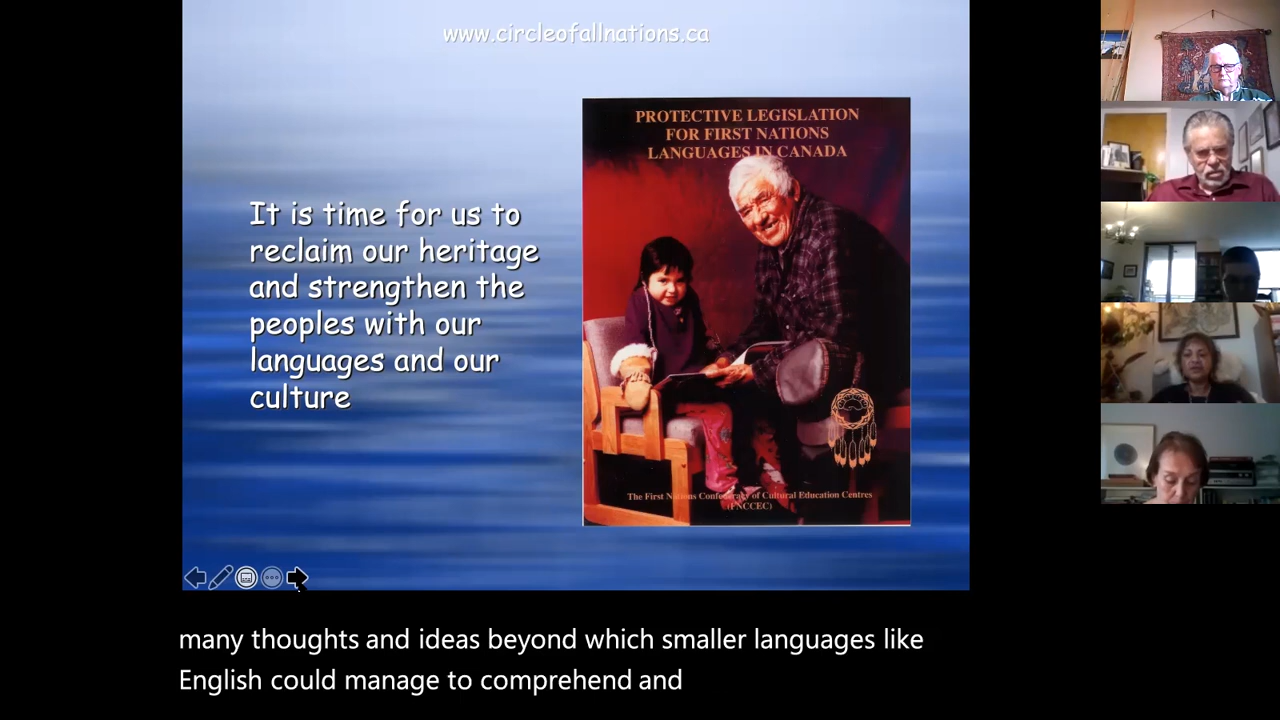 www.circleofallnations.ca
PROTECTIVE LEGISLATION
FOR FIRST NATIONS
LANGUAGES IN CANADA
It is time for us to
reclaim our heritage
and strengthen the
peoples with our
languages and our
culture
The First Nations Confederacy of Cultural Education Centres
(FNCCEC)
many thoughts and ideas beyond which smaller languages like
English could manage to comprehend and